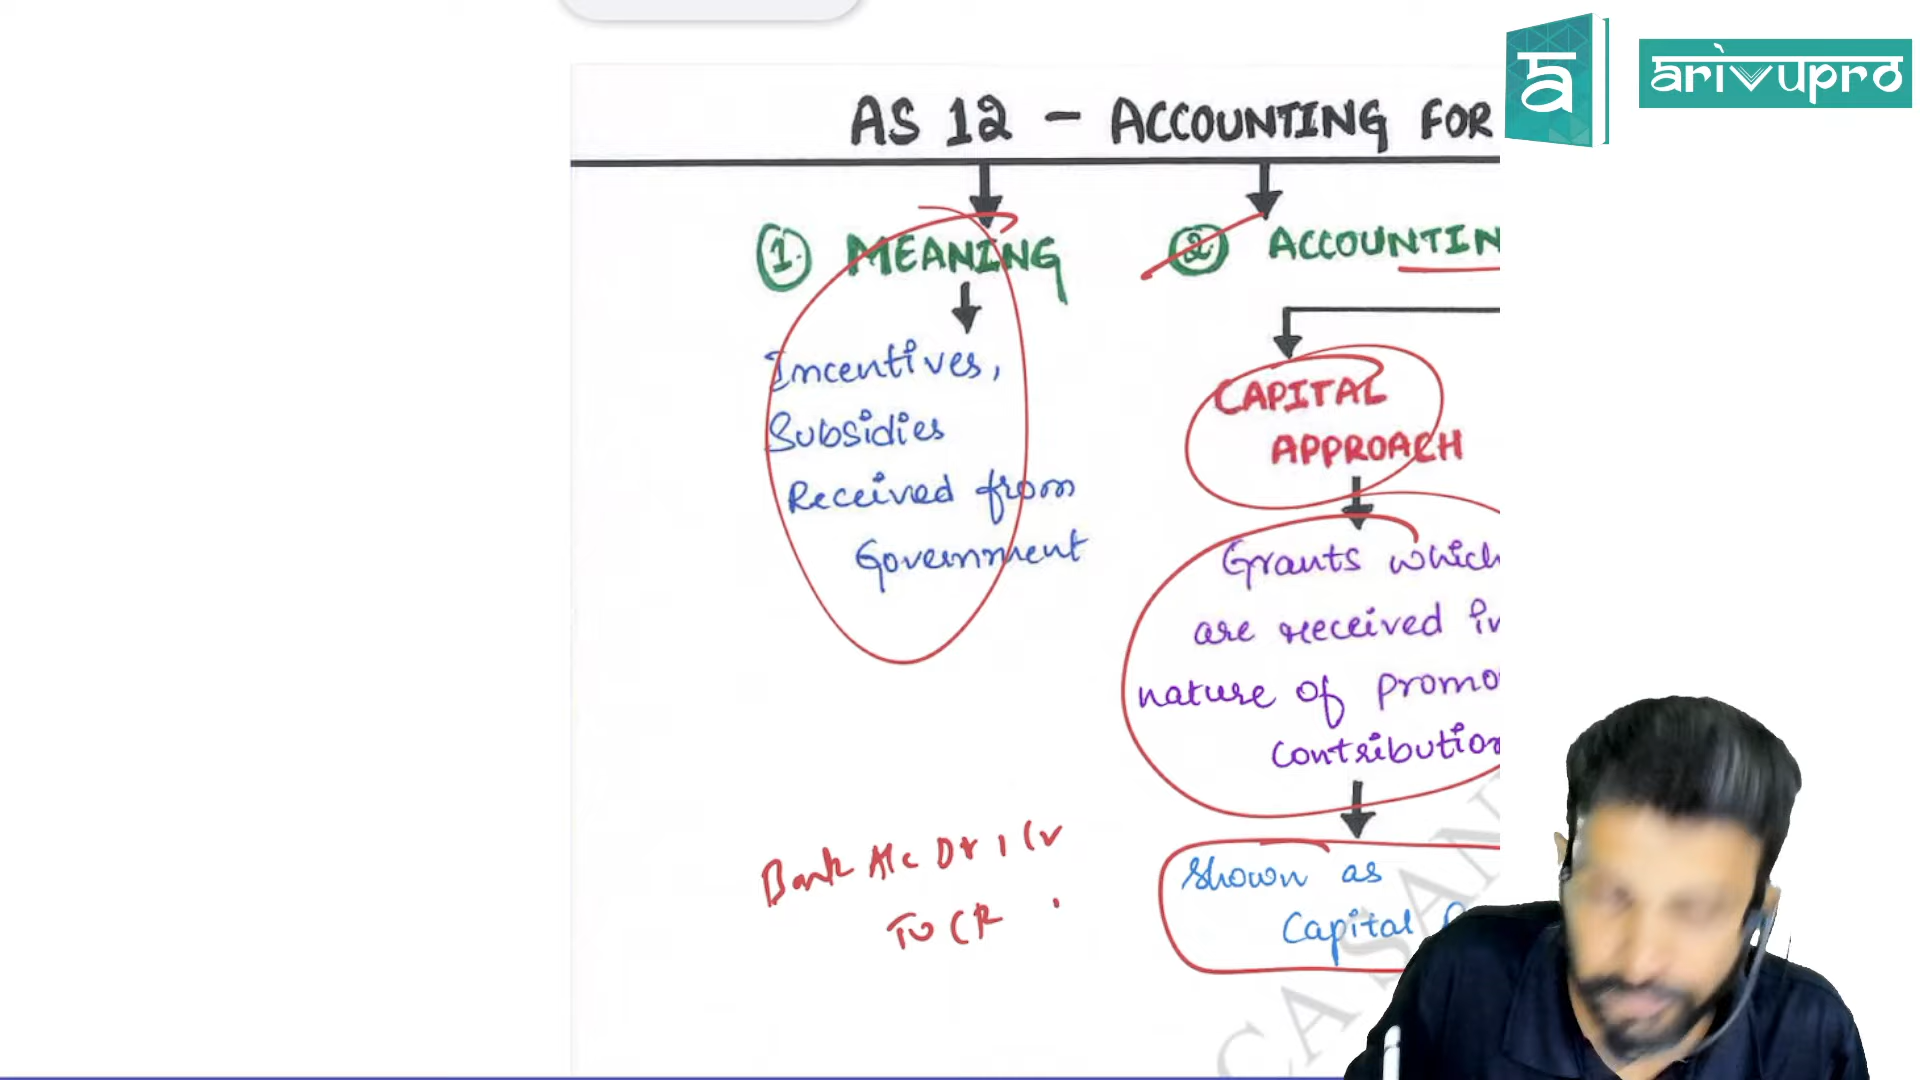 arivupro
AS 12 - ACCOUNTING FOR
1. MEANING
Incentives,
Subsidies
Received from
Government
2 ACCOUNTIN
CAPITAL
APPROACH
Grants which
are received in
nature of promo
contribution
shown as
Capital
Bank A/c Dr 1 Cr
To CR
CASAN